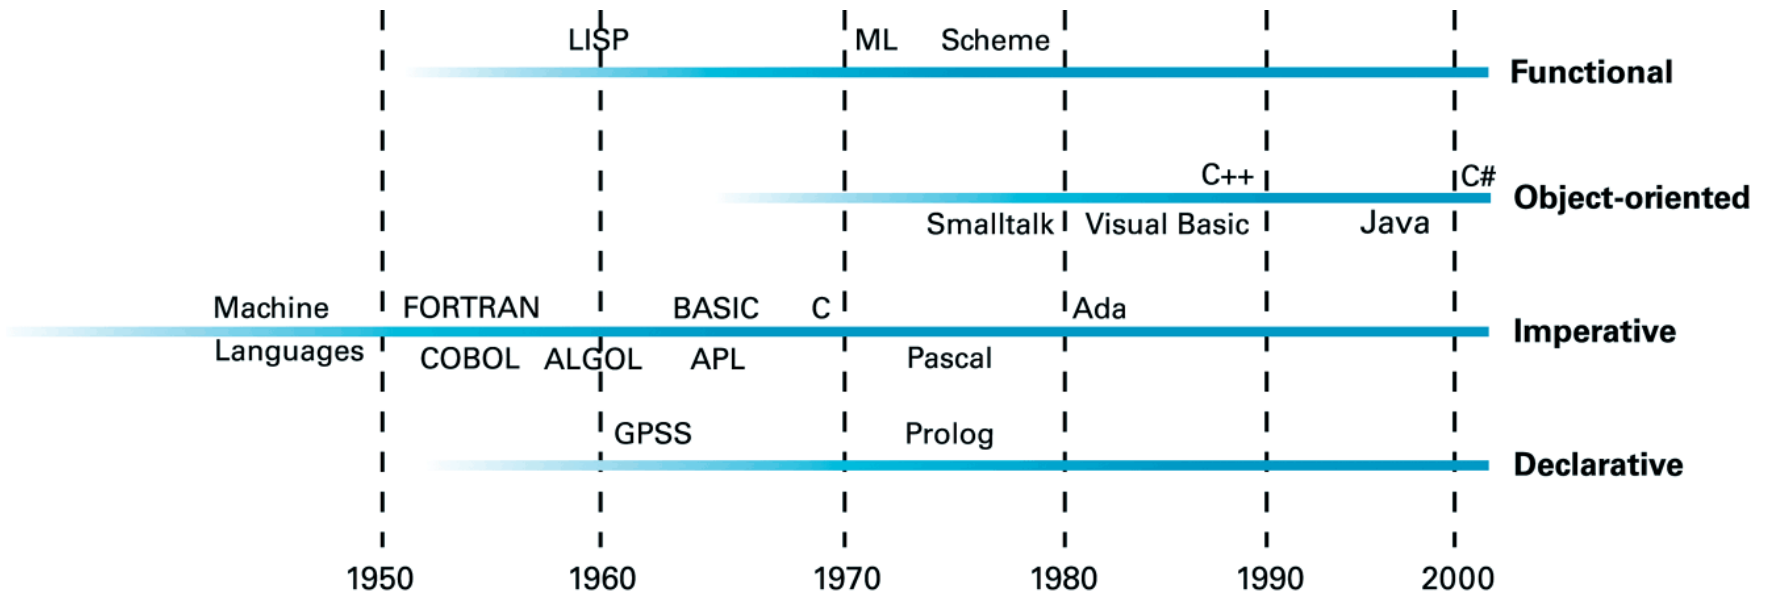 LISP ML Scheme
Functional
C++ C#
Object-oriented
Smalltalk Visual Basic Java
Machine FORTRAN BASIC C Ada
Imperative
Languages COBOL ALGOL APL Pascal
GPSS Prolog
Declarative
1950 1960 1970 1980 1990 2000